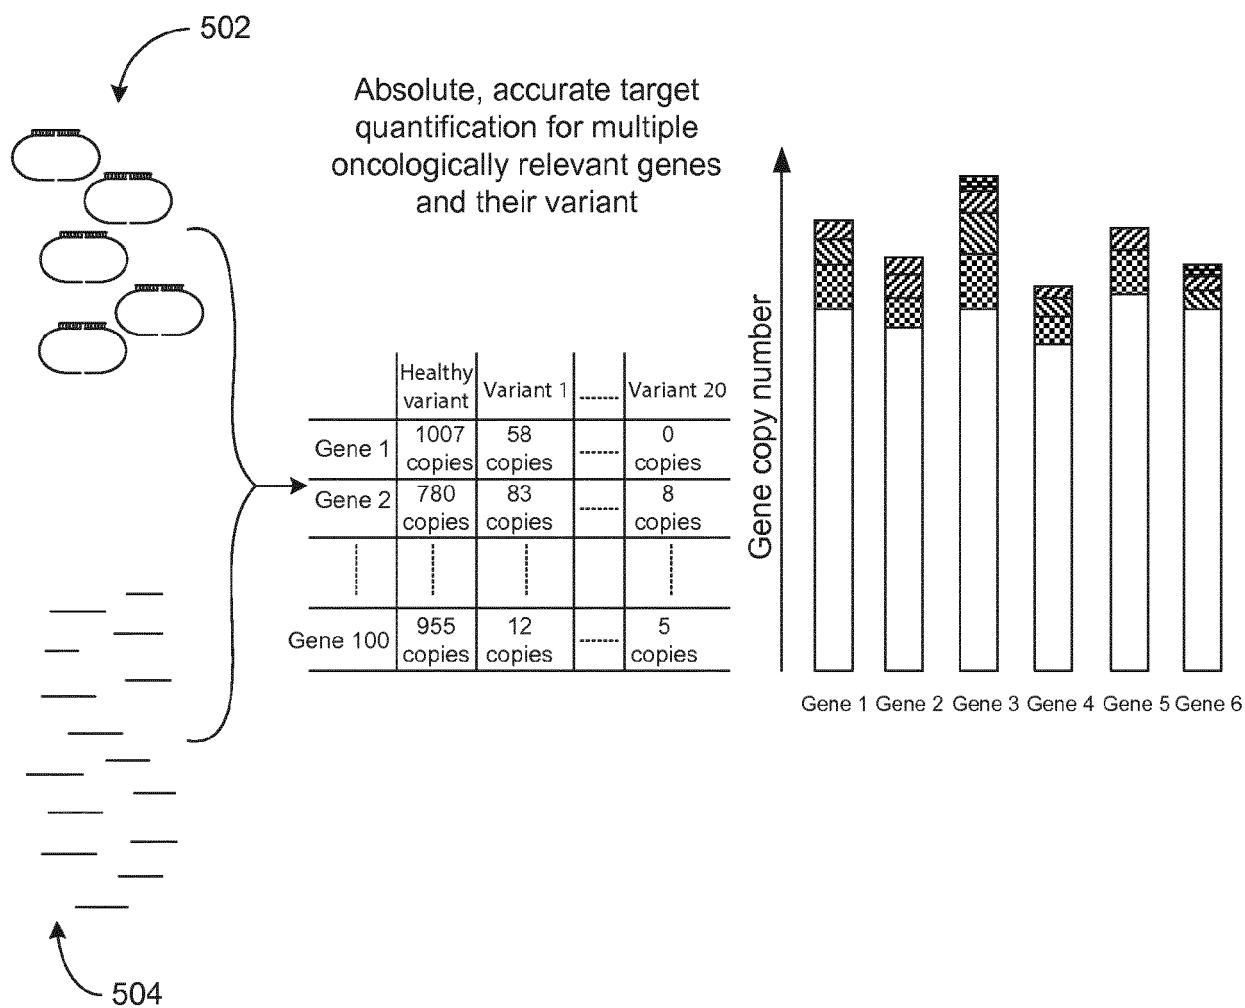 502
Absolute, accurate target
quantification for multiple
oncologically relevant genes
and their variant
Healthy
variant
Variant 1
........
Variant 20
Gene 1
1007
copies
58
copies
........
0
copies
Gene 2
780
copies
83
copies
........
8
copies
Gene 100
955
copies
12
copies
........
5
copies
Gene copy number
Gene 1 Gene 2 Gene 3 Gene 4 Gene 5 Gene 6
504